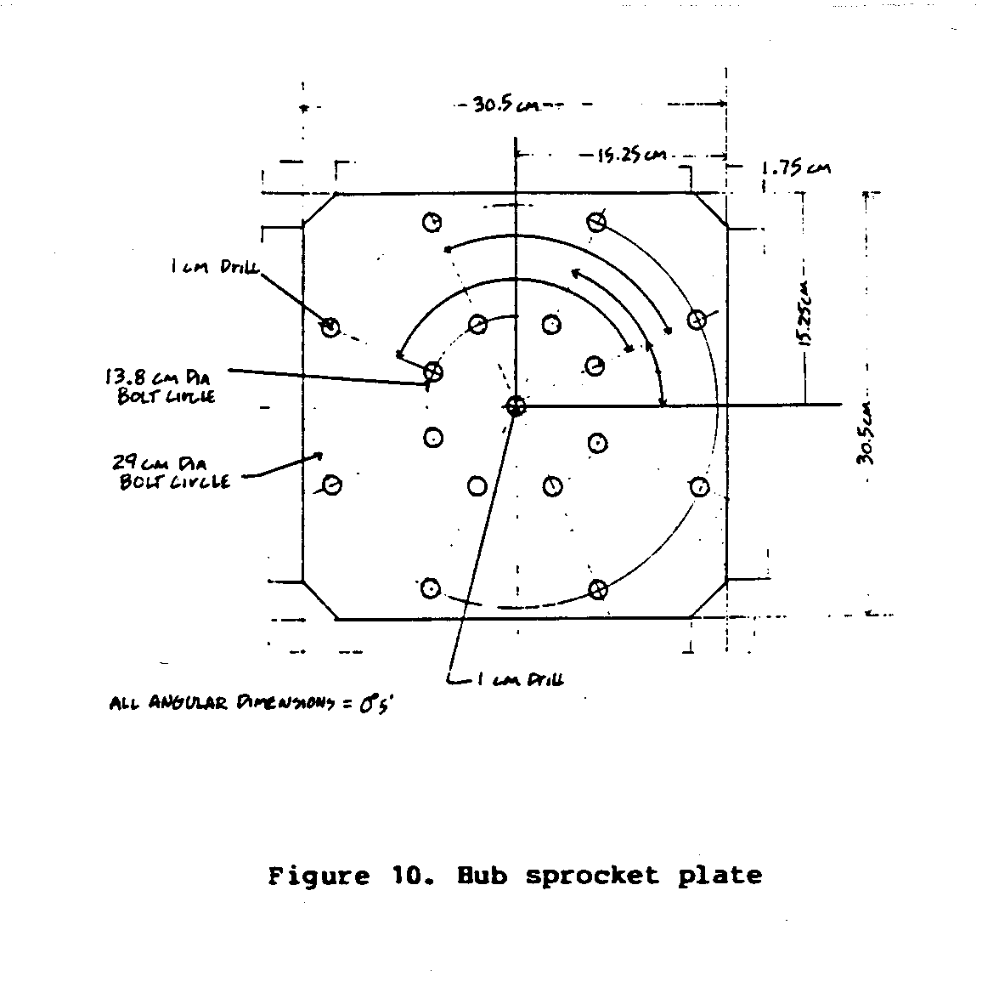 30.5 cm
15.25 cm
1.75 cm
1 cm Drill
15.25 cm
13.8 cm DIA
BOLT CIRCLE
30.5 cm
29 cm DIA
BOLT CIRCLE
1 cm Drill
ALL ANGULAR DIMENSIONS = 0°5'
Figure 10. Hub sprocket plate